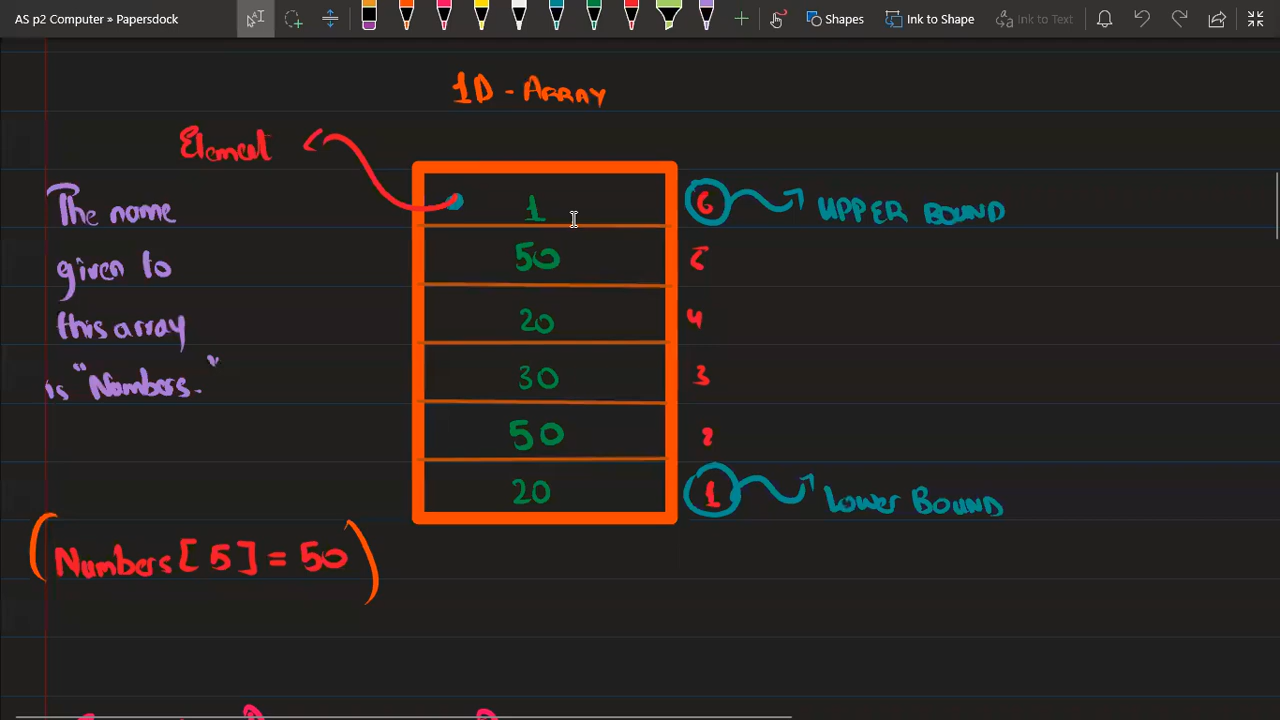 AS p2 Computer » Papersdock
Shapes
Ink to Shape
Ink to Text
1D - ARRAY
Element
The name
given to
this array
is "Numbers."
1
6
UPPER BOUND
50
5
20
4
30
3
50
2
20
1
Lower Bound
(Numbers[5] = 50)